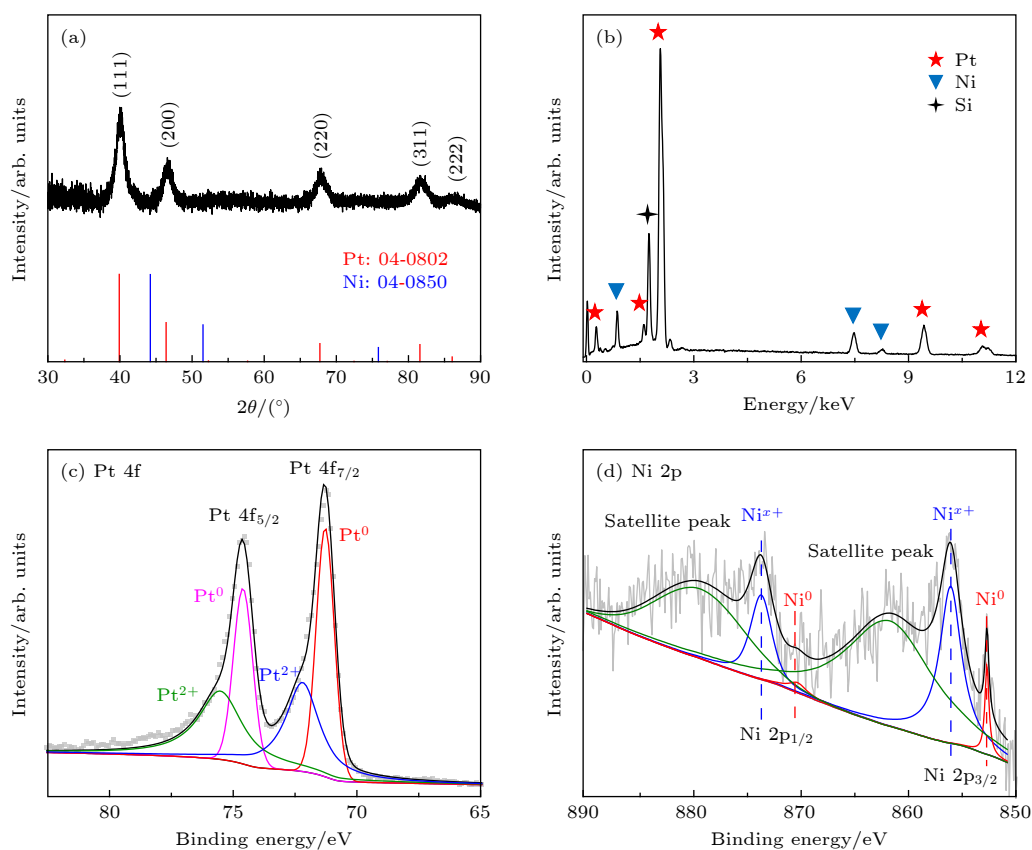 (a)
(111)
(200)
(220)
(311)
(222)
Pt: 04-0802
Ni: 04-0850
Intensity/arb. units
30 40 50 60 70 80 90
2θ/(°)
(b)
Pt
Ni
Si
Intensity/arb. units
0 3 6 9 12
Energy/keV
(c) Pt 4f
Pt 4f7/2
Pt 4f5/2
Pt⁰
Pt⁰
Pt²⁺
Pt²⁺
Intensity/arb. units
80 75 70 65
Binding energy/eV
(d) Ni 2p
Niˣ⁺
Niˣ⁺
Satellite peak
Satellite peak
Ni⁰
Ni⁰
Ni 2p1/2
Ni 2p3/2
Intensity/arb. units
890 880 870 860 850
Binding energy/eV